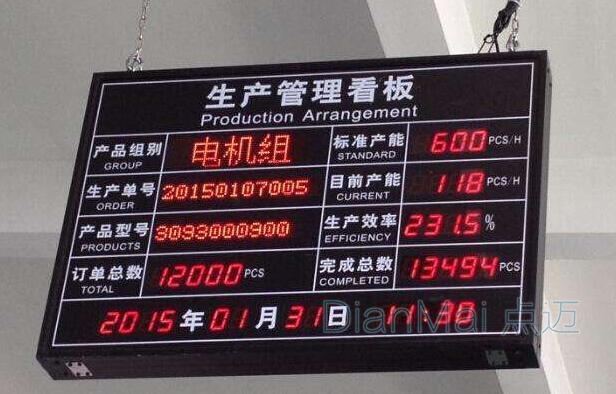 生产管理看板
Production Arrangement
产品组别 电机组 标准产能 600 PCS/H
GROUP STANDARD
生产单号 20150107005 目前产能 118 PCS/H
ORDER CURRENT
产品型号 3093000900 生产效率 231.5 %
PRODUCTS EFFICIENCY
订单总数 12000 PCS 完成总数 13494 PCS
TOTAL COMPLETED
2015年01月31日 11:38
DianMai 点迈